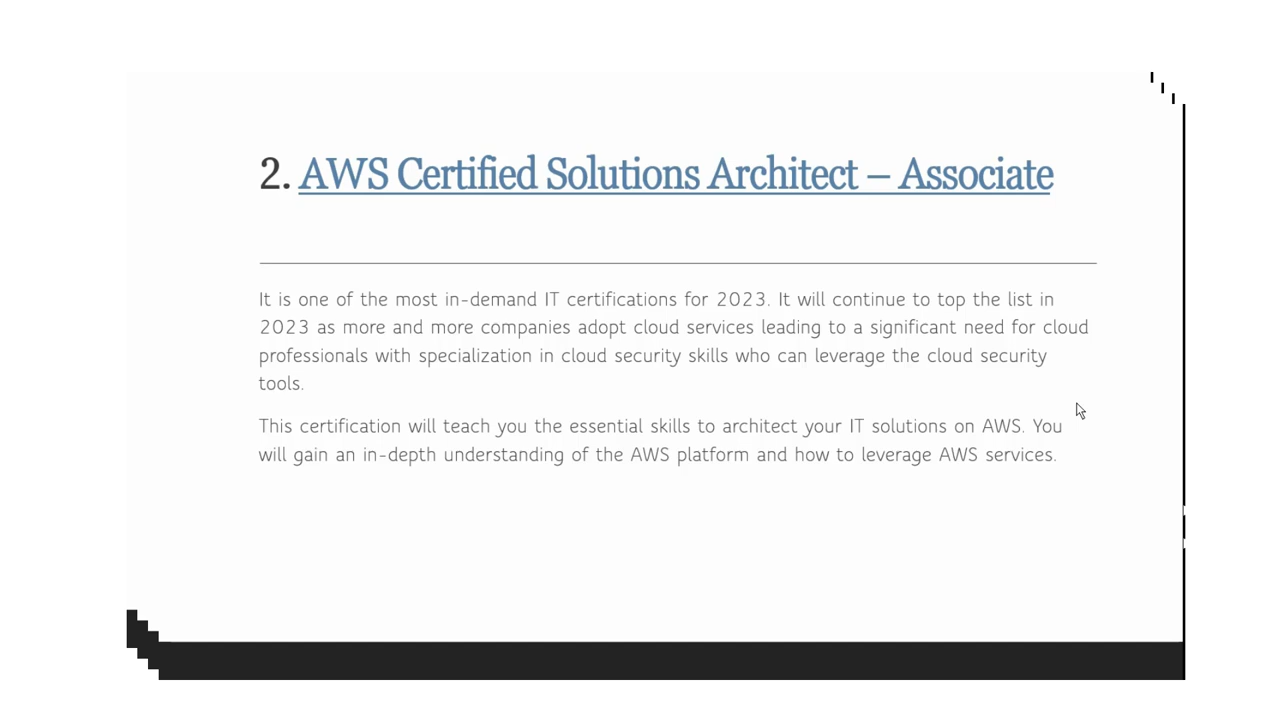 2. AWS Certified Solutions Architect – Associate
It is one of the most in-demand IT certifications for 2023. It will continue to top the list in
2023 as more and more companies adopt cloud services leading to a significant need for cloud
professionals with specialization in cloud security skills who can leverage the cloud security
tools.
This certification will teach you the essential skills to architect your IT solutions on AWS. You
will gain an in-depth understanding of the AWS platform and how to leverage AWS services.